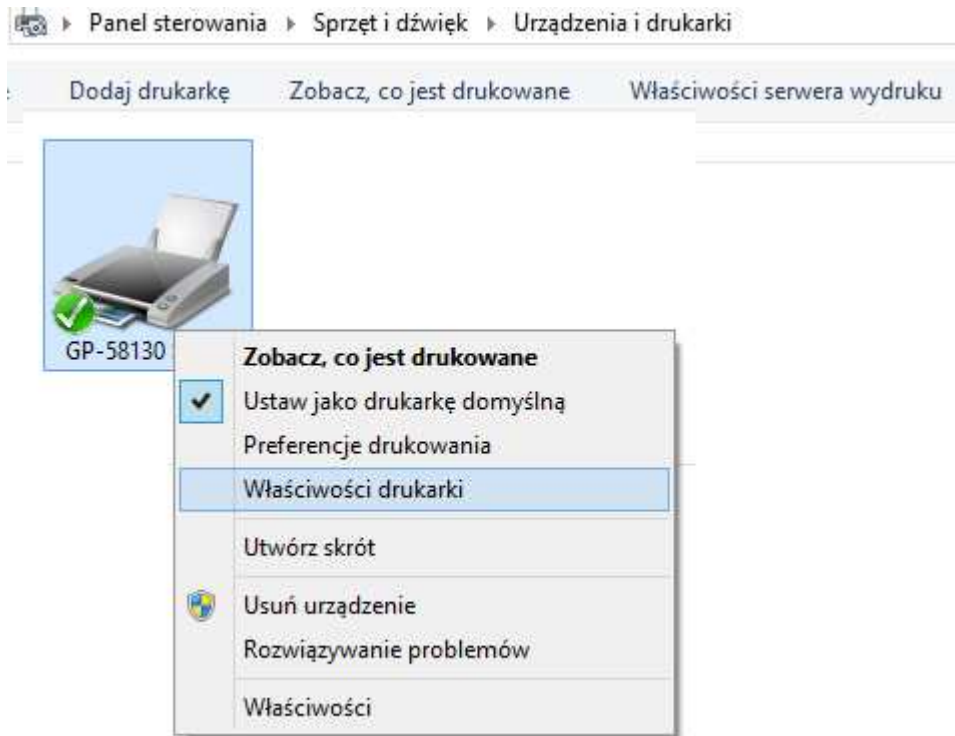 Panel sterowania ▸ Sprzęt i dźwięk ▸ Urządzenia i drukarki
Dodaj drukarkę Zobacz, co jest drukowane Właściwości serwera wydruku
GP-58130
Zobacz, co jest drukowane
Ustaw jako drukarkę domyślną
Preferencje drukowania
Właściwości drukarki
Utwórz skrót
Usuń urządzenie
Rozwiązywanie problemów
Właściwości